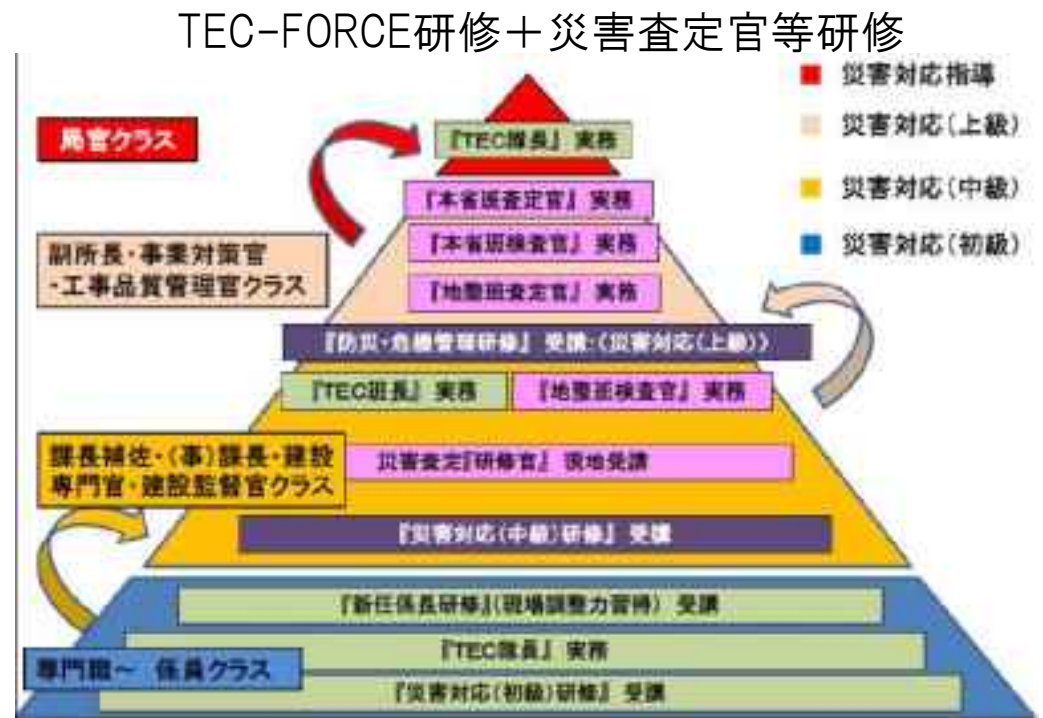 TEC-FORCE研修＋災害査定官等研修
災害対応指導
災害対応(上級)
災害対応(中級)
災害対応(初級)
局官クラス
『TEC隊長』 実務
『本省班査定官』 実務
副所長・事業対策官
・工事品質管理官クラス
『本省班検査官』 実務
『地整班査定官』 実務
『防災・危機管理研修』 受講・(災害対応(上級))
『TEC班長』 実務
『地整班検査官』 実務
課長補佐・(事)課長・建設
専門官・建設監督官クラス
災害査定『研修官』 現地受講
『災害対応(中級)研修』 受講
『新任係長研修』(現場調整力習得) 受講
『TEC隊員』 実務
専門職～ 係員クラス
『災害対応(初級)研修』 受講